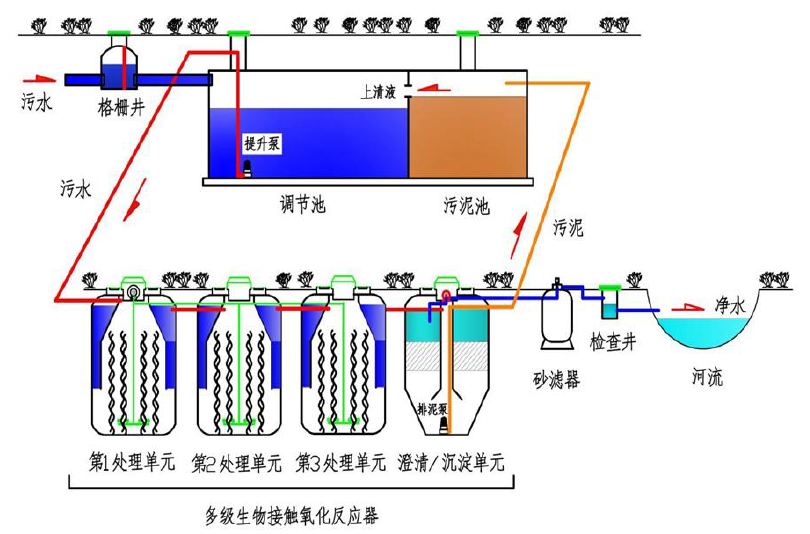 污水
格栅井
上清液
提升泵
调节池
污泥池
污水
污泥
净水
河流
检查井
砂滤器
排泥泵
第1处理单元
第2处理单元
第3处理单元
澄清/沉淀单元
多级生物接触氧化反应器